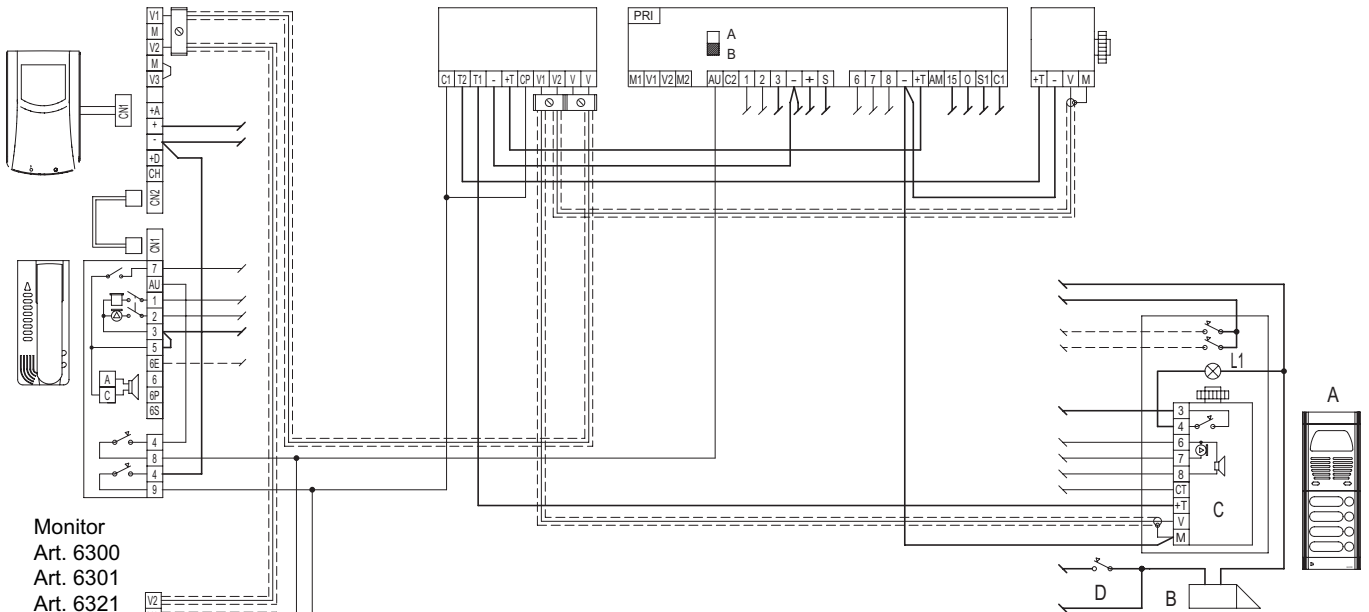 V1
M
V2
M
V3
+A
+
-
+D
CH
CN2
CN1
CN1
7
AU
1
2
3
5
6E
6
6P
6S
4
8
4
9
A
C
Monitor
Art. 6300
Art. 6301
Art. 6321
V2
C1 T2 T1 - +T CP V1 V2 V V
PRI
A
B
M1 V1 V2 M2 AU C2 1 2 3 - S 6 7 8 - +T AM 15 0 S1 C1
+T - V M
L1
3
4
6
7
8
CT
+T
V
M
C
A
D
B